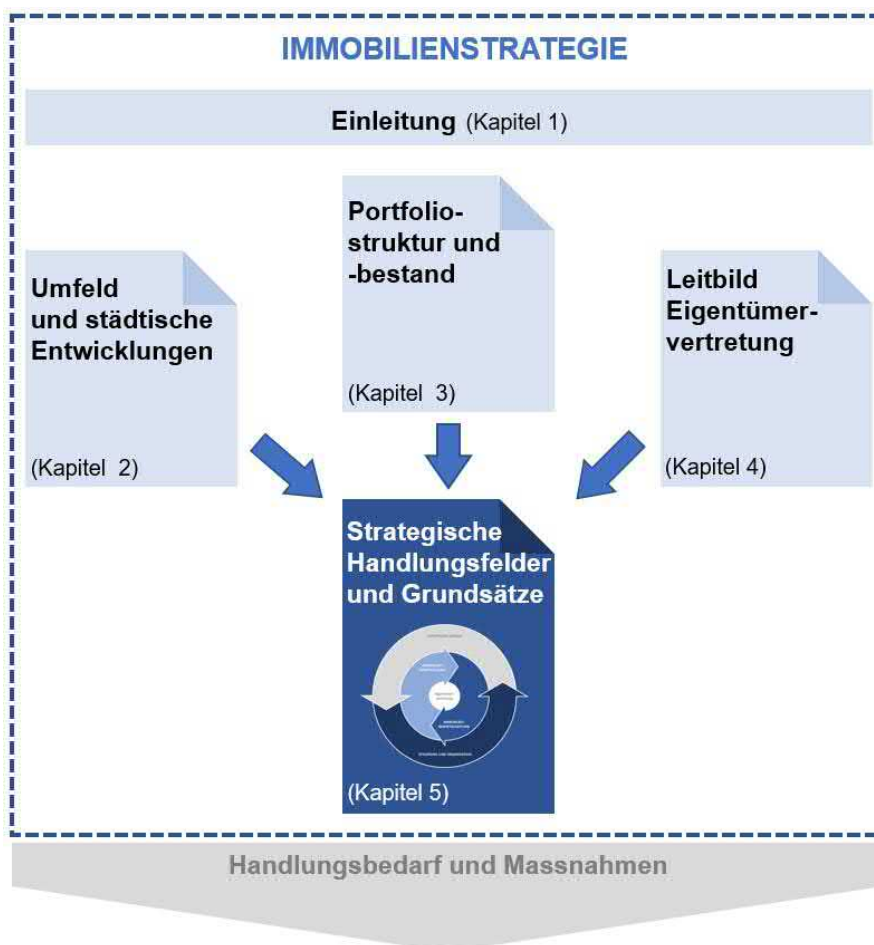 IMMOBILIENSTRATEGIE
Einleitung (Kapitel 1)
Umfeld
und städtische
Entwicklungen
(Kapitel 2)
Portfolio-
struktur und
-bestand
(Kapitel 3)
Leitbild
Eigentümer-
vertretung
(Kapitel 4)
Strategische
Handlungsfelder
und Grundsätze
(Kapitel 5)
Handlungsbedarf und Massnahmen